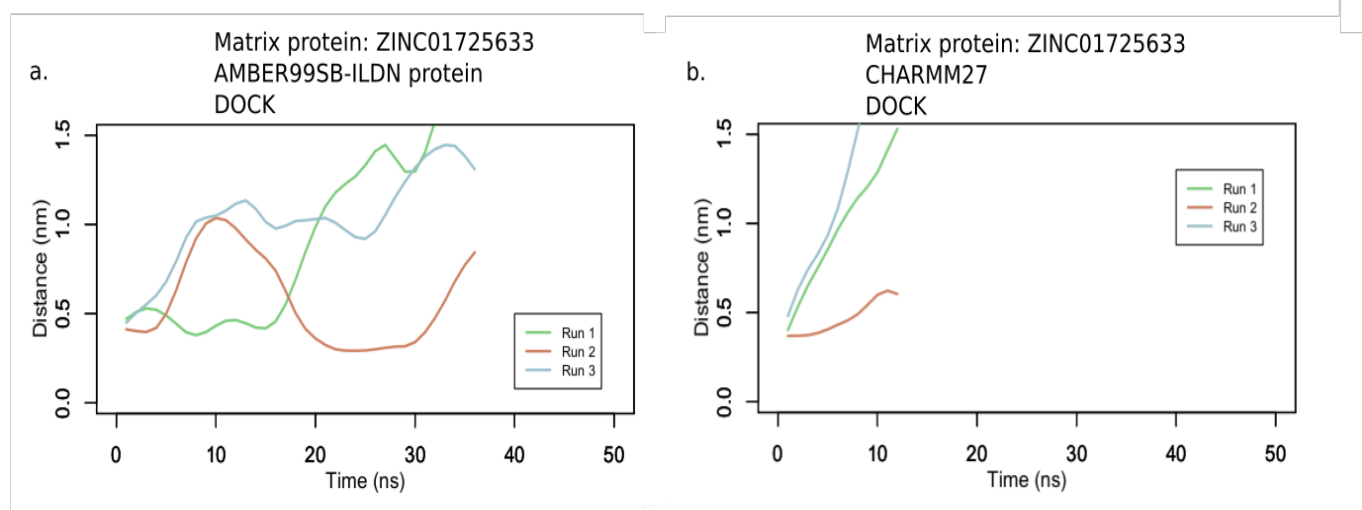 a.
Matrix protein: ZINC01725633
AMBER99SB-ILDN protein
DOCK
Distance (nm)
1.5
1.0
0.5
0.0
Run 1
Run 2
Run 3
0 10 20 30 40 50
Time (ns)
b.
Matrix protein: ZINC01725633
CHARMM27
DOCK
Distance (nm)
1.5
1.0
0.5
0.0
Run 1
Run 2
Run 3
0 10 20 30 40 50
Time (ns)